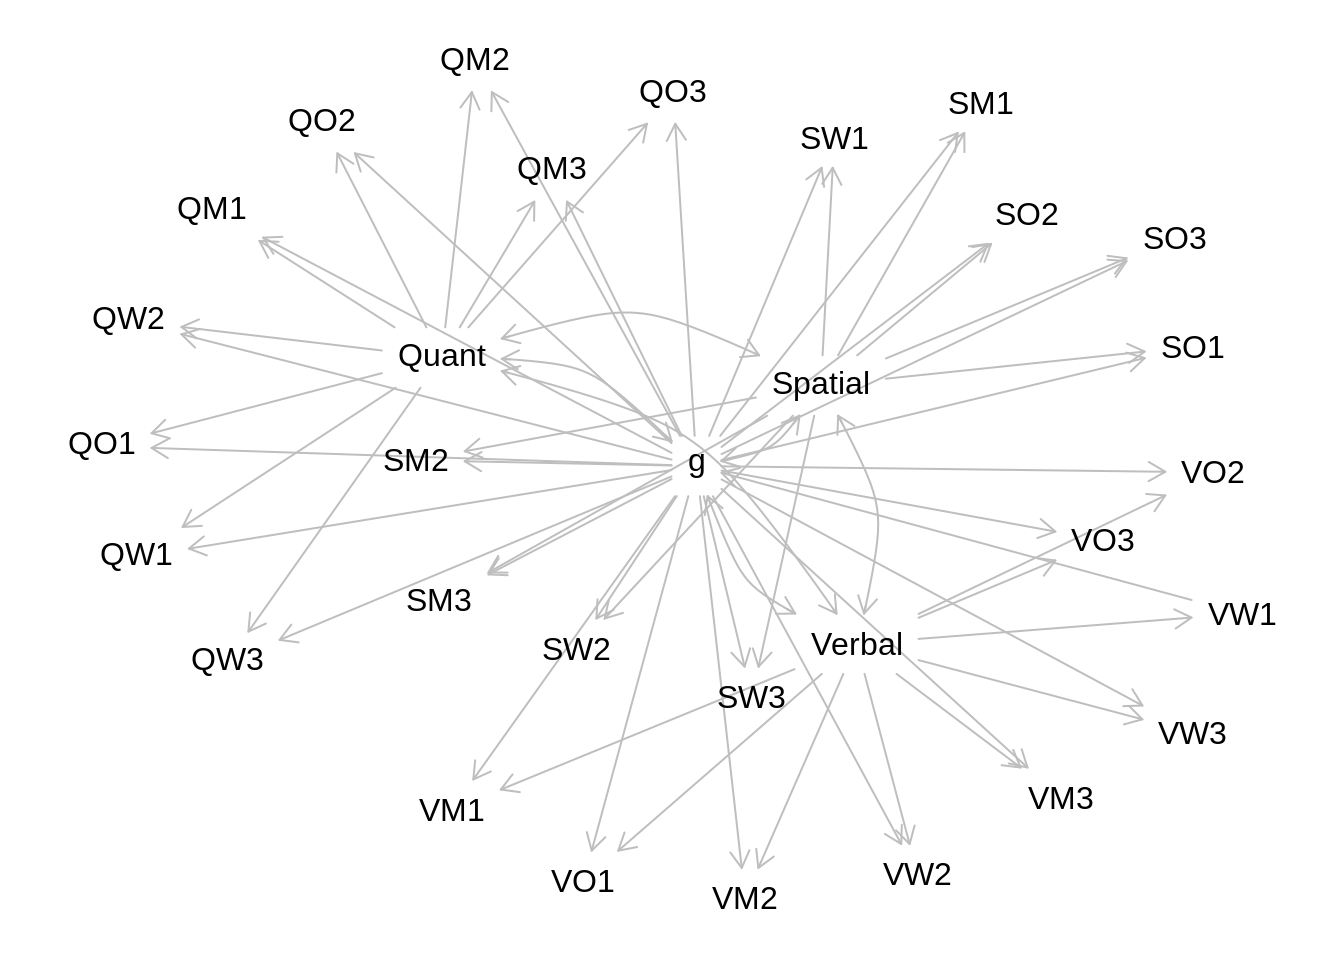 QM2
QO3
SM1
QO2
SW1
QM3
QM1
SO2
SO3
QW2
SO1
Quant
Spatial
QO1
SM2
g
VO2
VO3
QW1
SM3
VW1
SW2
Verbal
QW3
SW3
VW3
VM3
VM1
VW2
VO1
VM2